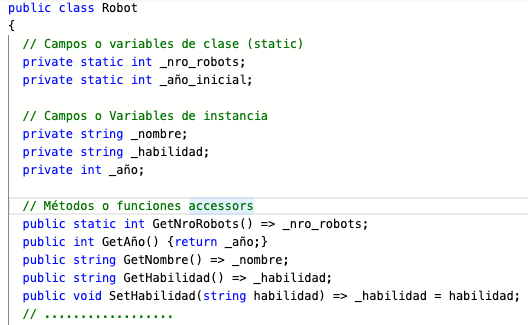 public class Robot
{
// Campos o variables de clase (static)
private static int _nro_robots;
private static int _año_inicial;
// Campos o Variables de instancia
private string _nombre;
private string _habilidad;
private int _año;
// Métodos o funciones accessors
public static int GetNroRobots() => _nro_robots;
public int GetAño() {return _año;}
public string GetNombre() => _nombre;
public string GetHabilidad() => _habilidad;
public void SetHabilidad(string habilidad) => _habilidad = habilidad;
// ..................